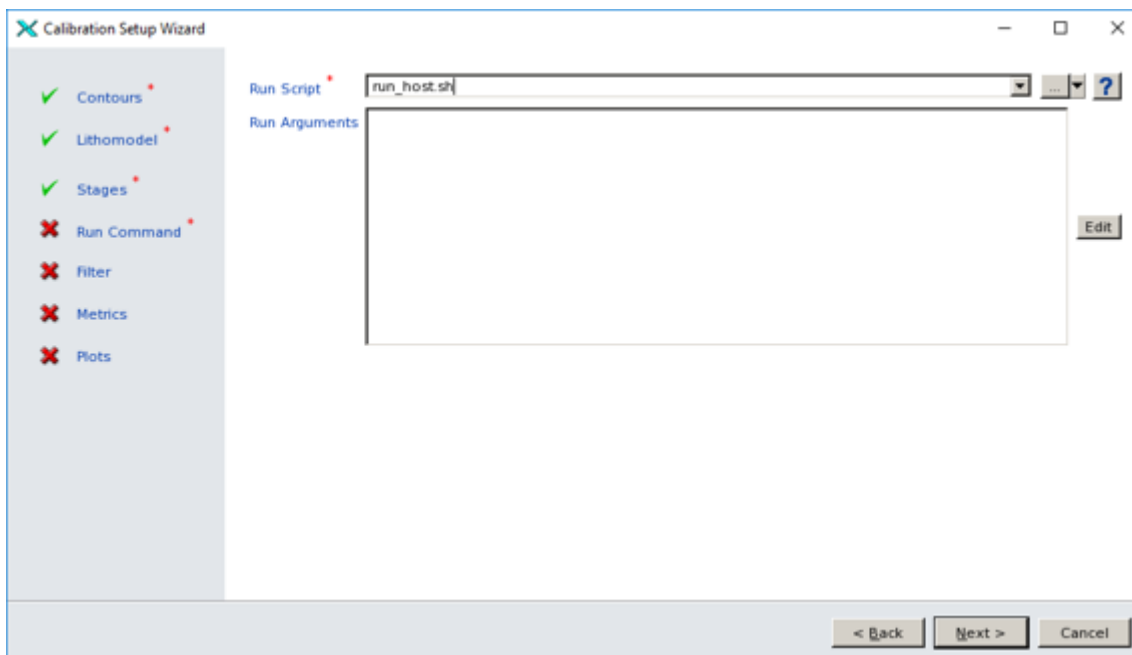 Calibration Setup Wizard
Contours *
Lithomodel *
Stages *
Run Command *
Filter
Metrics
Plots
Run Script * run_host.sh ... ?
Run Arguments
Edit
< Back Next > Cancel